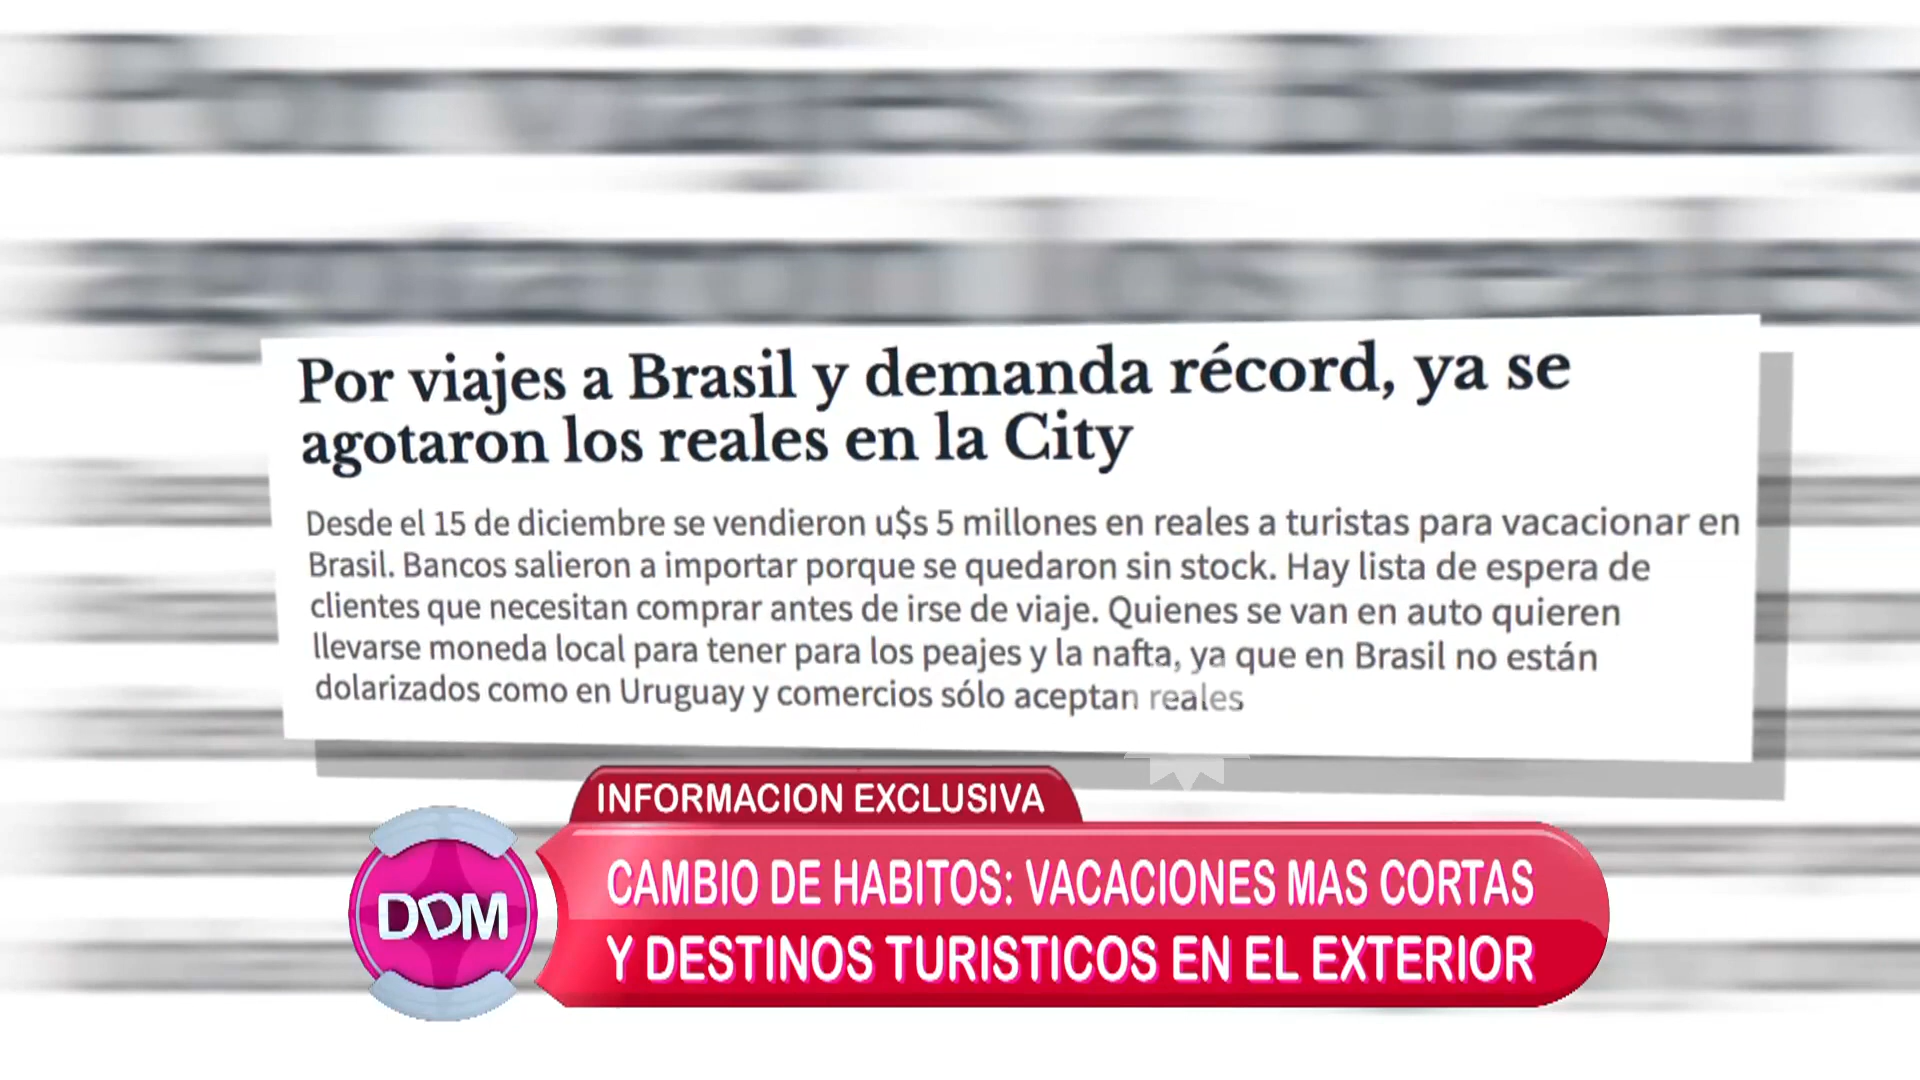 Por viajes a Brasil y demanda récord, ya se
agotaron los reales en la City
Desde el 15 de diciembre se vendieron u$s 5 millones en reales a turistas para vacacionar en
Brasil. Bancos salieron a importar porque se quedaron sin stock. Hay lista de espera de
clientes que necesitan comprar antes de irse de viaje. Quienes se van en auto quieren
llevarse moneda local para tener para los peajes y la nafta, ya que en Brasil no están
dolarizados como en Uruguay y comercios sólo aceptan reales
INFORMACION EXCLUSIVA
DDM
CAMBIO DE HABITOS: VACACIONES MAS CORTAS
Y DESTINOS TURISTICOS EN EL EXTERIOR